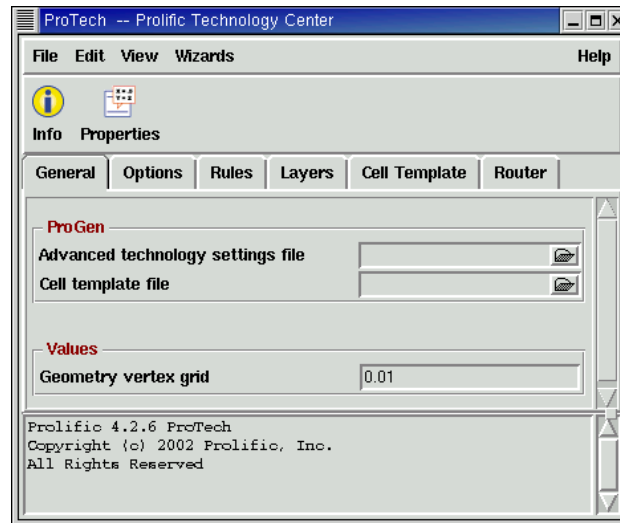 ProTech -- Prolific Technology Center
File Edit View Wizards Help
Info Properties
General Options Rules Layers Cell Template Router
ProGen
Advanced technology settings file
Cell template file
Values
Geometry vertex grid 0.01
Prolific 4.2.6 ProTech
Copyright (c) 2002 Prolific, Inc.
All Rights Reserved